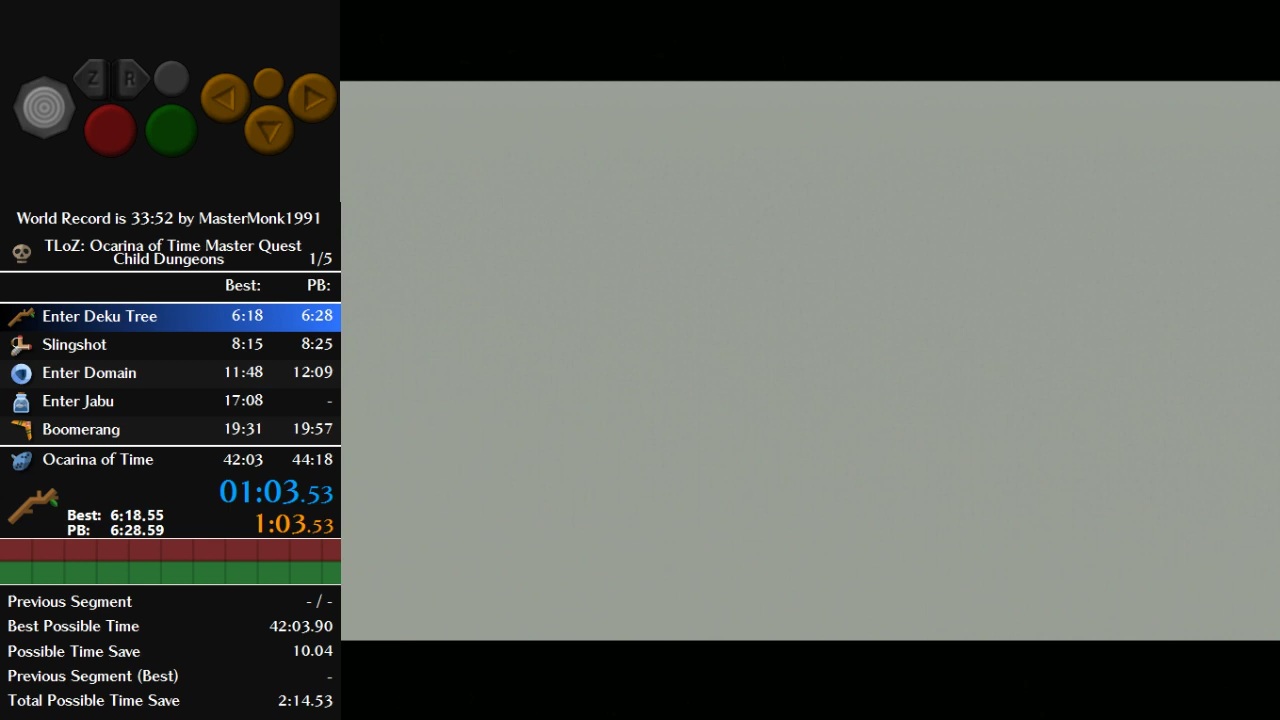 Z R
World Record is 33:52 by MasterMonk1991
TLoZ: Ocarina of Time Master Quest
Child Dungeons 1/5
Best: PB:
Enter Deku Tree 6:18 6:28
Slingshot 8:15 8:25
Enter Domain 11:48 12:09
Enter Jabu 17:08 -
Boomerang 19:31 19:57
Ocarina of Time 42:03 44:18
01:03.53
Best: 6:18.55
PB: 6:28.59
1:03.53
Previous Segment - / -
Best Possible Time 42:03.90
Possible Time Save 10.04
Previous Segment (Best) -
Total Possible Time Save 2:14.53